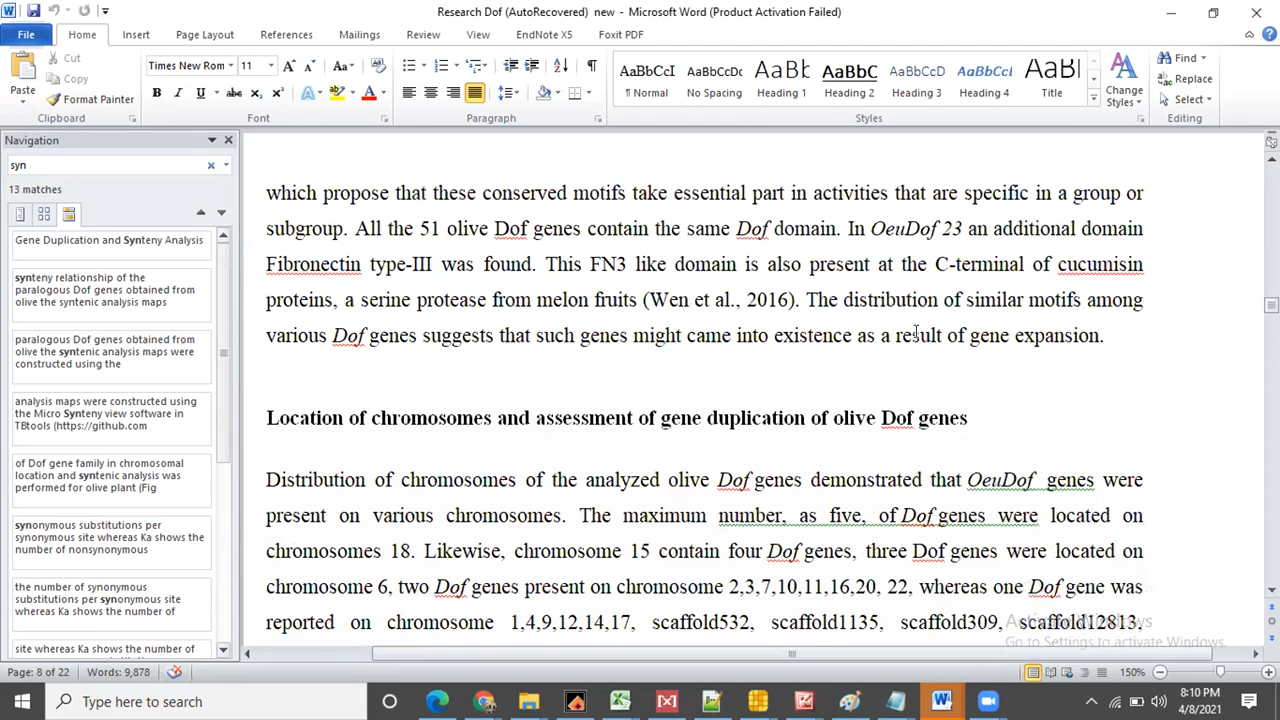 Research Dof (AutoRecovered) new - Microsoft Word (Product Activation Failed)
File Home Insert Page Layout References Mailings Review View EndNote X5 Foxit PDF
Paste
Cut
Copy
Format Painter
Clipboard
Times New Rom 11
Font
Paragraph
AaBbCcI AaBbCcDc AaBb AaBbC AaBbCcDc AaBbCcI AaBb
¶ Normal No Spacing Heading 1 Heading 2 Heading 3 Heading 4 Title
Change Styles
Styles
Find
Replace
Select
Editing
Navigation
syn
13 matches
Gene Duplication and Synteny Analysis
synteny relationship of the
paralogous Dof genes obtained from
olive the syntenic analysis maps
paralogous Dof genes obtained from
olive the syntenic analysis maps were
constructed using the
analysis maps were constructed using
the Micro Synteny view software in
TBtools (https://github.com
of Dof gene family in chromosomal
location and syntenic analysis was
performed for olive plant (Fig
synonymous substitutions per
synonymous site whereas Ka shows the
number of nonsynonymous
the number of synonymous
substitutions per synonymous site
whereas Ka shows the number of
site whereas Ka shows the number of
which propose that these conserved motifs take essential part in activities that are specific in a group or
subgroup. All the 51 olive Dof genes contain the same Dof domain. In OeuDof 23 an additional domain
Fibronectin type-III was found. This FN3 like domain is also present at the C-terminal of cucumisin
proteins, a serine protease from melon fruits (Wen et al., 2016). The distribution of similar motifs among
various Dof genes suggests that such genes might came into existence as a result of gene expansion.
Location of chromosomes and assessment of gene duplication of olive Dof genes
Distribution of chromosomes of the analyzed olive Dof genes demonstrated that OeuDof genes were
present on various chromosomes. The maximum number, as five, of Dof genes were located on
chromosomes 18. Likewise, chromosome 15 contain four Dof genes, three Dof genes were located on
chromosome 6, two Dof genes present on chromosome 2,3,7,10,11,16,20, 22, whereas one Dof gene was
reported on chromosome 1,4,9,12,14,17, scaffold532, scaffold1135, scaffold309, scaffold12813,
Activate Windows
Go to Settings to activate Windows.
Page: 8 of 22 Words: 9,878 150%
Type here to search
8:10 PM
4/8/2021